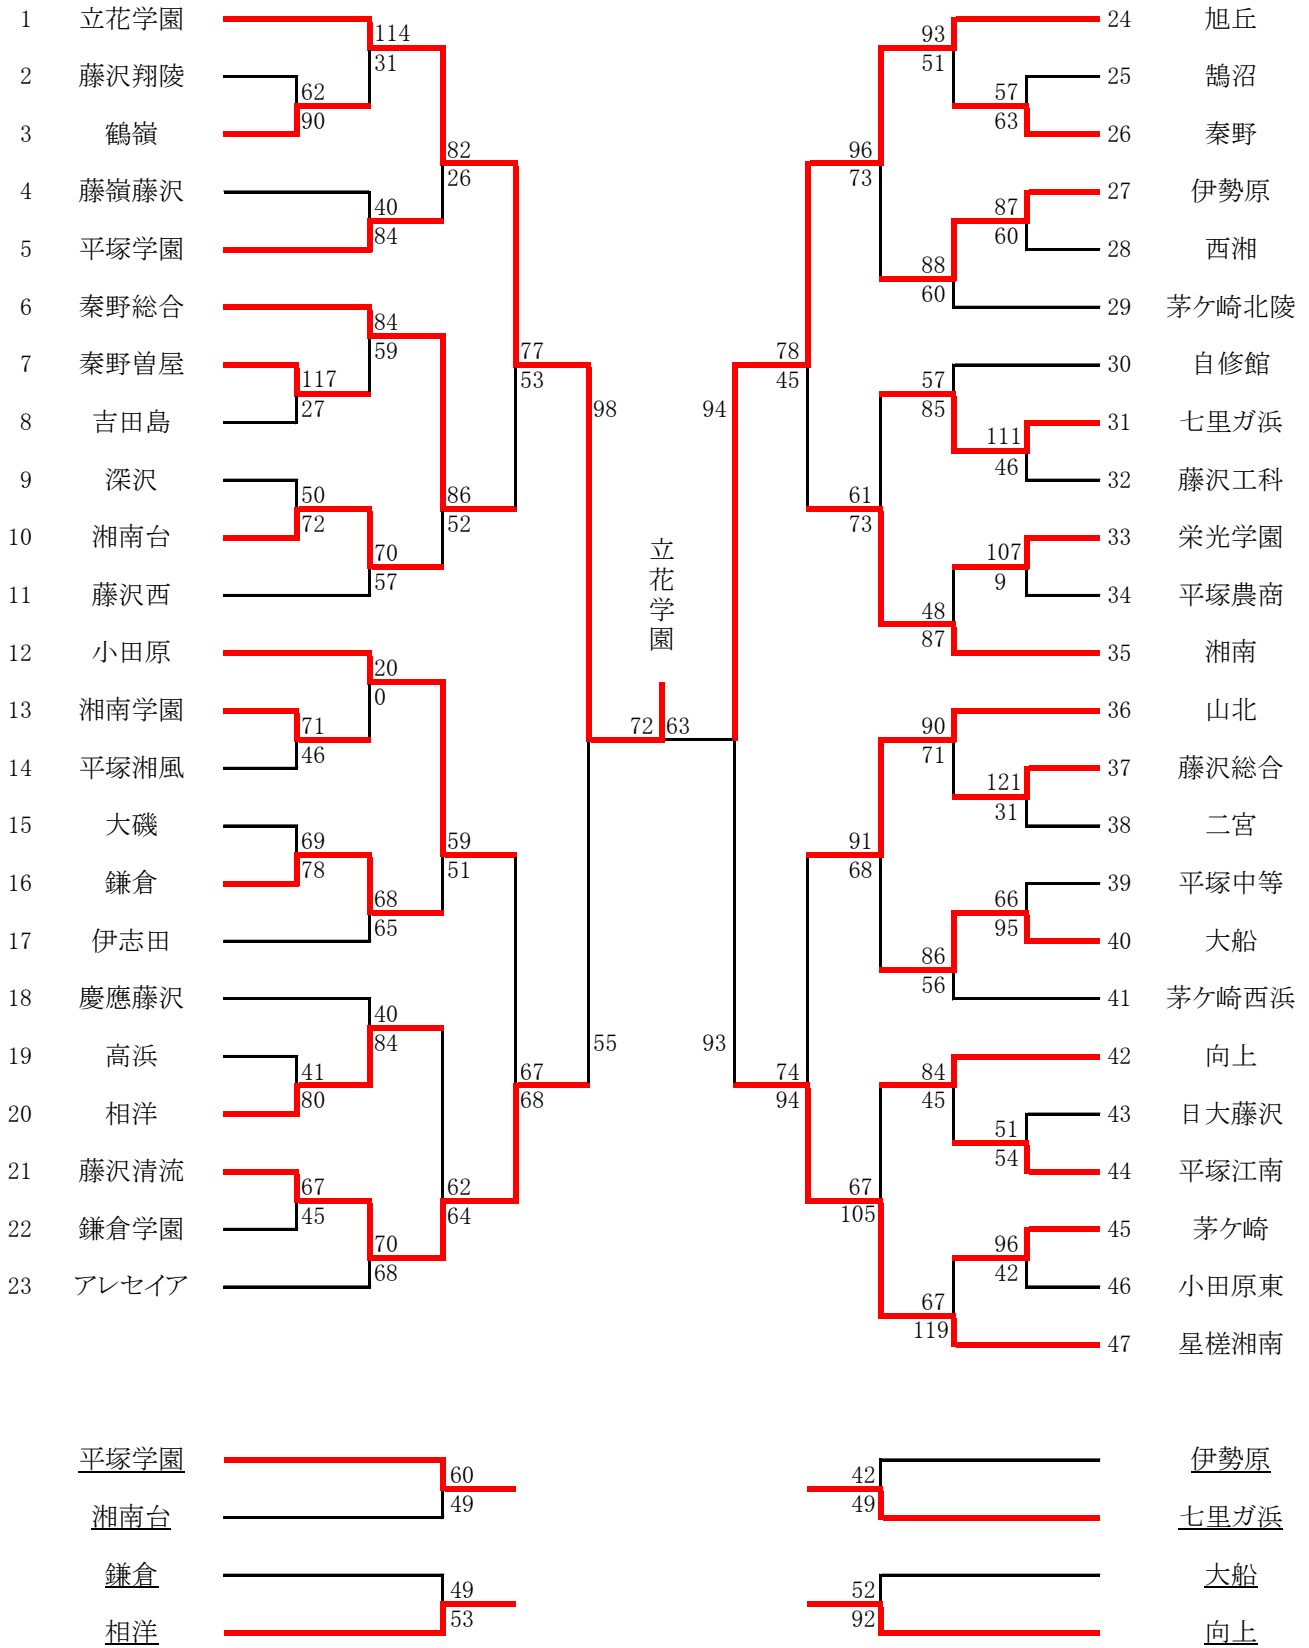 1 立花学園
2 藤沢翔陵
3 鶴嶺
4 藤嶺藤沢
5 平塚学園
6 秦野総合
7 秦野曽屋
8 吉田島
9 深沢
10 湘南台
11 藤沢西
12 小田原
13 湘南学園
14 平塚湘風
15 大磯
16 鎌倉
17 伊志田
18 慶應藤沢
19 高浜
20 相洋
21 藤沢清流
22 鎌倉学園
23 アレセイア
62
90
117
27
50
72
71
46
69
78
41
80
67
45
114
31
40
84
84
59
70
57
20
0
68
65
40
84
70
68
82
26
86
52
59
51
62
64
77
53
67
68
98
55
立花学園
72 63
94
93
78
45
74
94
96
73
61
73
91
68
67
105
93
51
88
60
57
85
48
87
90
71
86
56
84
45
67
119
57
63
87
60
111
46
107
9
121
31
66
95
51
54
96
42
24 旭丘
25 鵠沼
26 秦野
27 伊勢原
28 西湘
29 茅ケ崎北陵
30 自修館
31 七里ガ浜
32 藤沢工科
33 栄光学園
34 平塚農商
35 湘南
36 山北
37 藤沢総合
38 二宮
39 平塚中等
40 大船
41 茅ケ崎西浜
42 向上
43 日大藤沢
44 平塚江南
45 茅ケ崎
46 小田原東
47 星槎湘南
平塚学園
60
49
湘南台
鎌倉
49
53
相洋
伊勢原
42
49
七里ガ浜
大船
52
92
向上